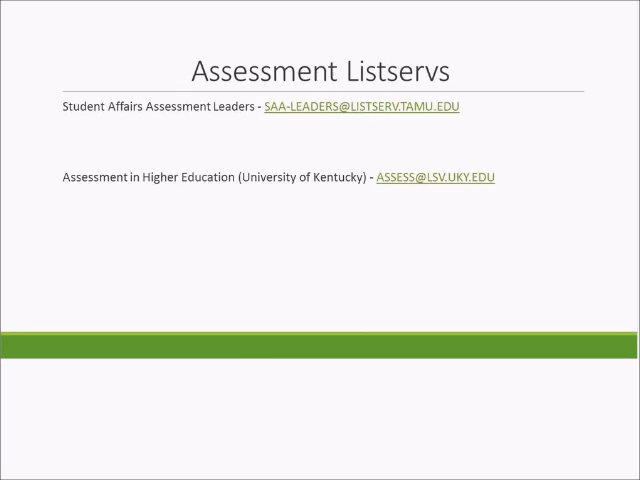 Assessment Listservs
Student Affairs Assessment Leaders - SAA-LEADERS@LISTSERV.TAMU.EDU
Assessment in Higher Education (University of Kentucky) - ASSESS@LSV.UKY.EDU